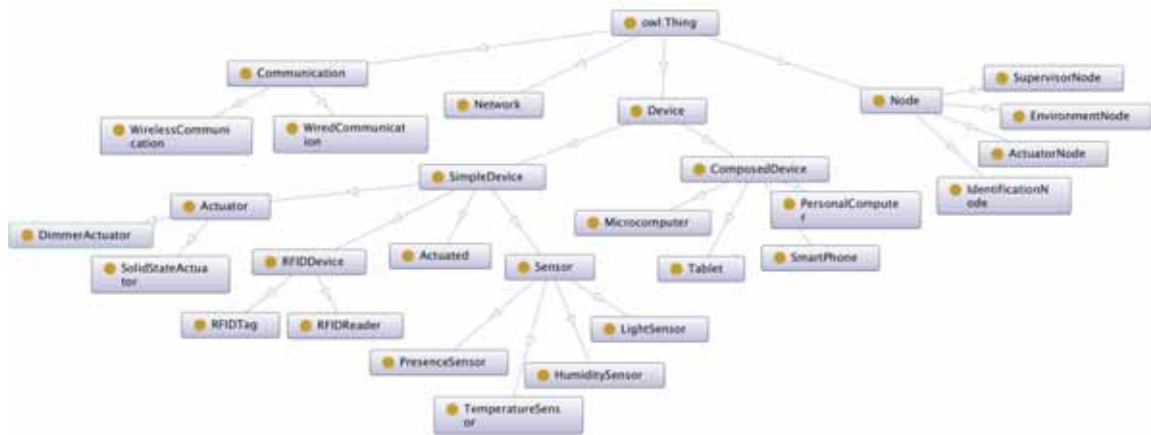 owl:Thing
Communication
Network
Device
Node
SupervisorNode
EnvironmentNode
ActuatorNode
IdentificationN
ode
WirelessCommuni
cation
WiredCommunicat
ion
SimpleDevice
ComposedDevice
Actuator
DimmerActuator
SolidStateActua
tor
RFIDDevice
Actuated
Sensor
Microcomputer
Tablet
PersonalCompute
r
SmartPhone
RFIDTag
RFIDReader
LightSensor
PresenceSensor
HumiditySensor
TemperatureSens
or